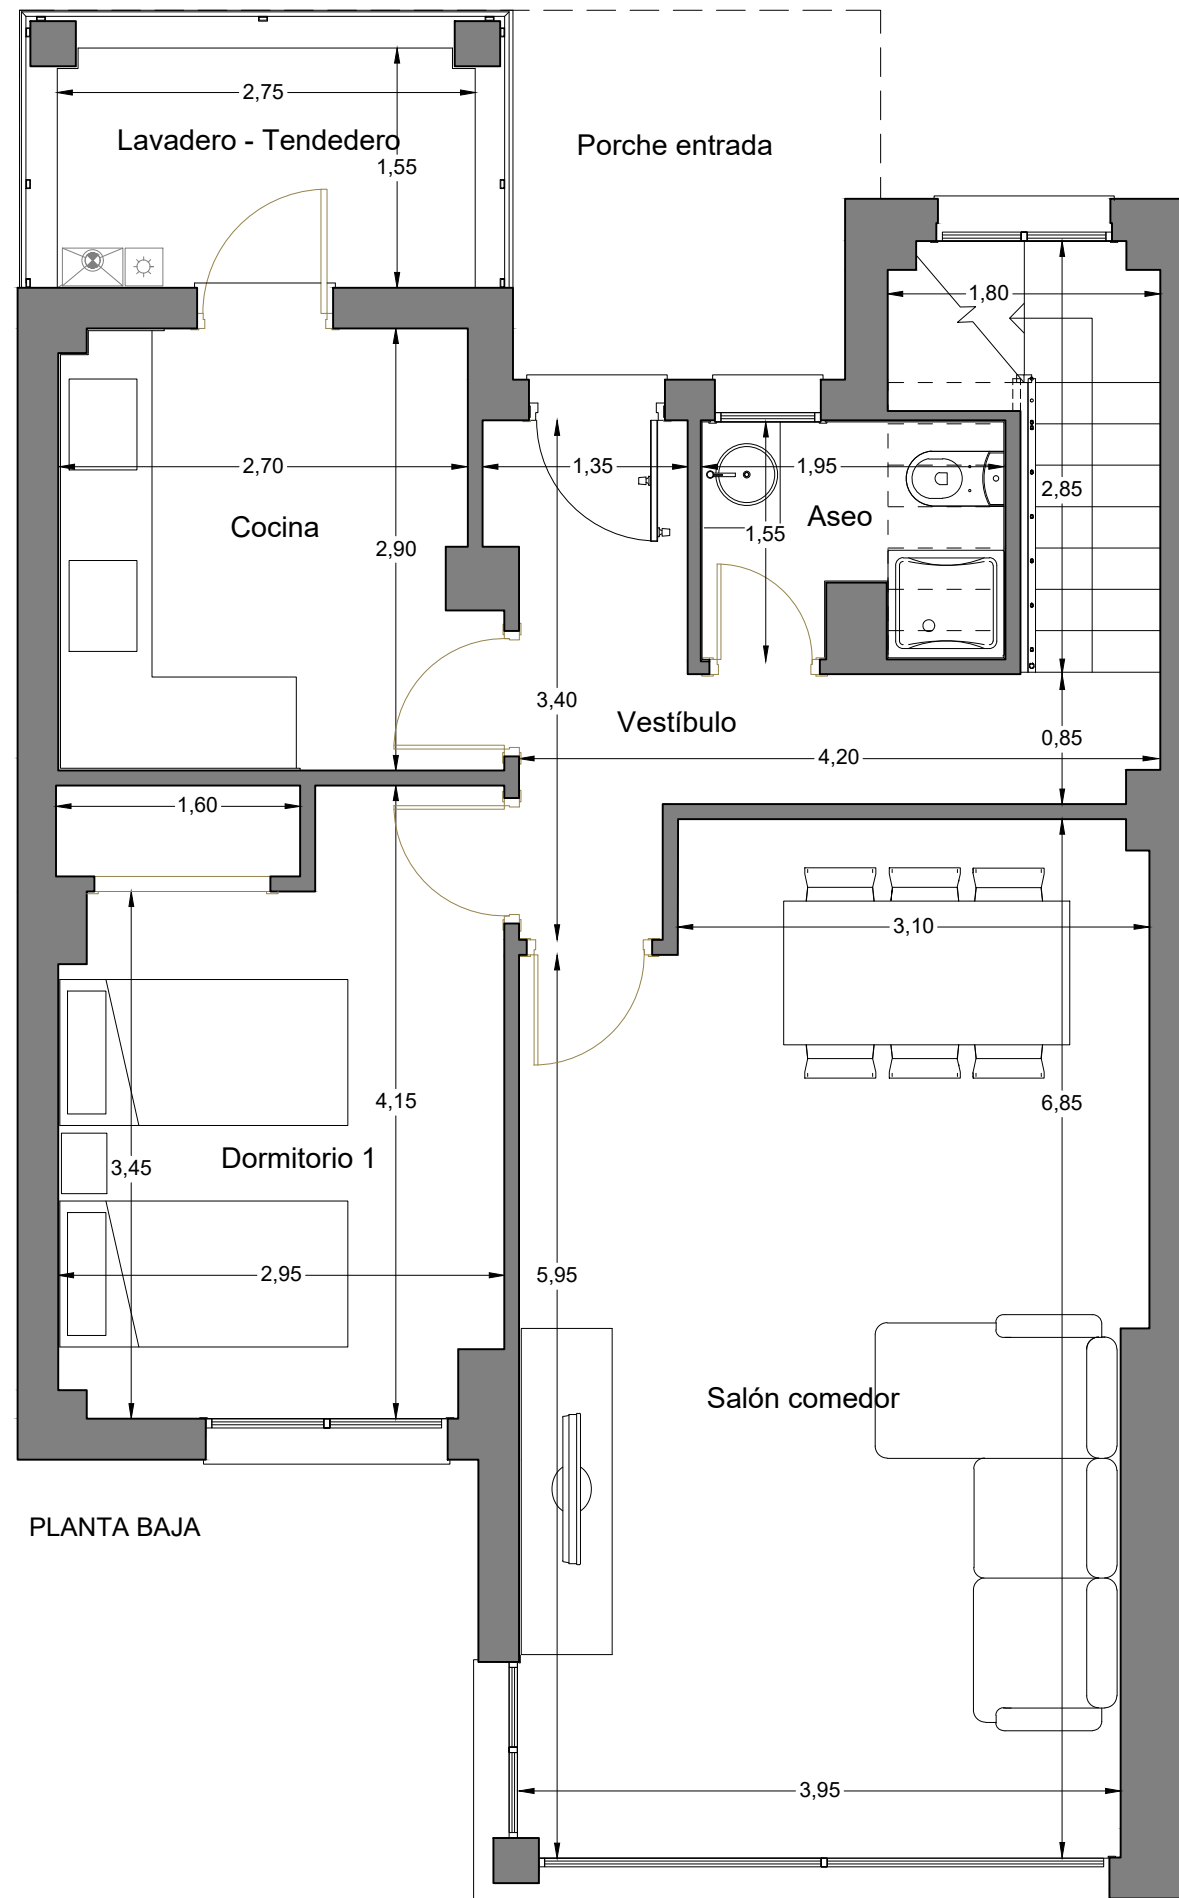 2,75
Lavadero - Tendedero
1,55
Porche entrada
1,80
2,70
1,35
1,95
2,85
Cocina
Aseo
1,55
2,90
3,40
Vestíbulo
0,85
4,20
1,60
3,10
4,15
6,85
3,45
Dormitorio 1
2,95
5,95
Salón comedor
PLANTA BAJA
3,95